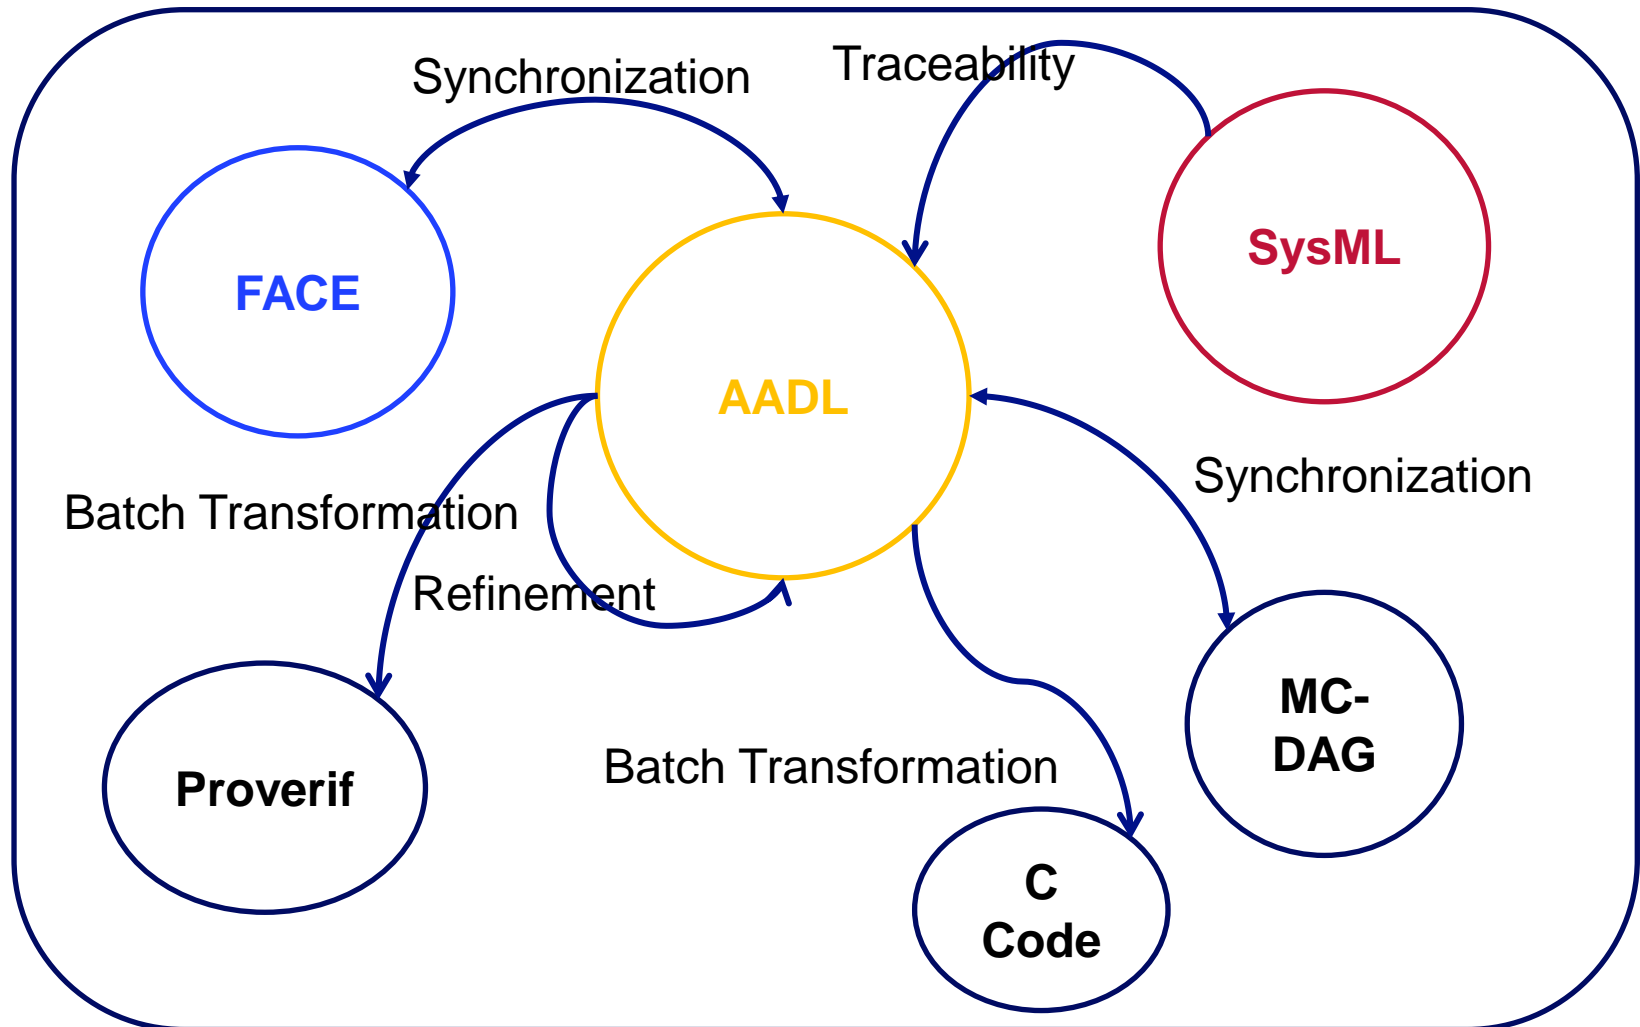 Synchronization
Traceability
FACE
SysML
AADL
Synchronization
Batch Transformation
Refinement
MC-
DAG
Batch Transformation
Proverif
C
Code